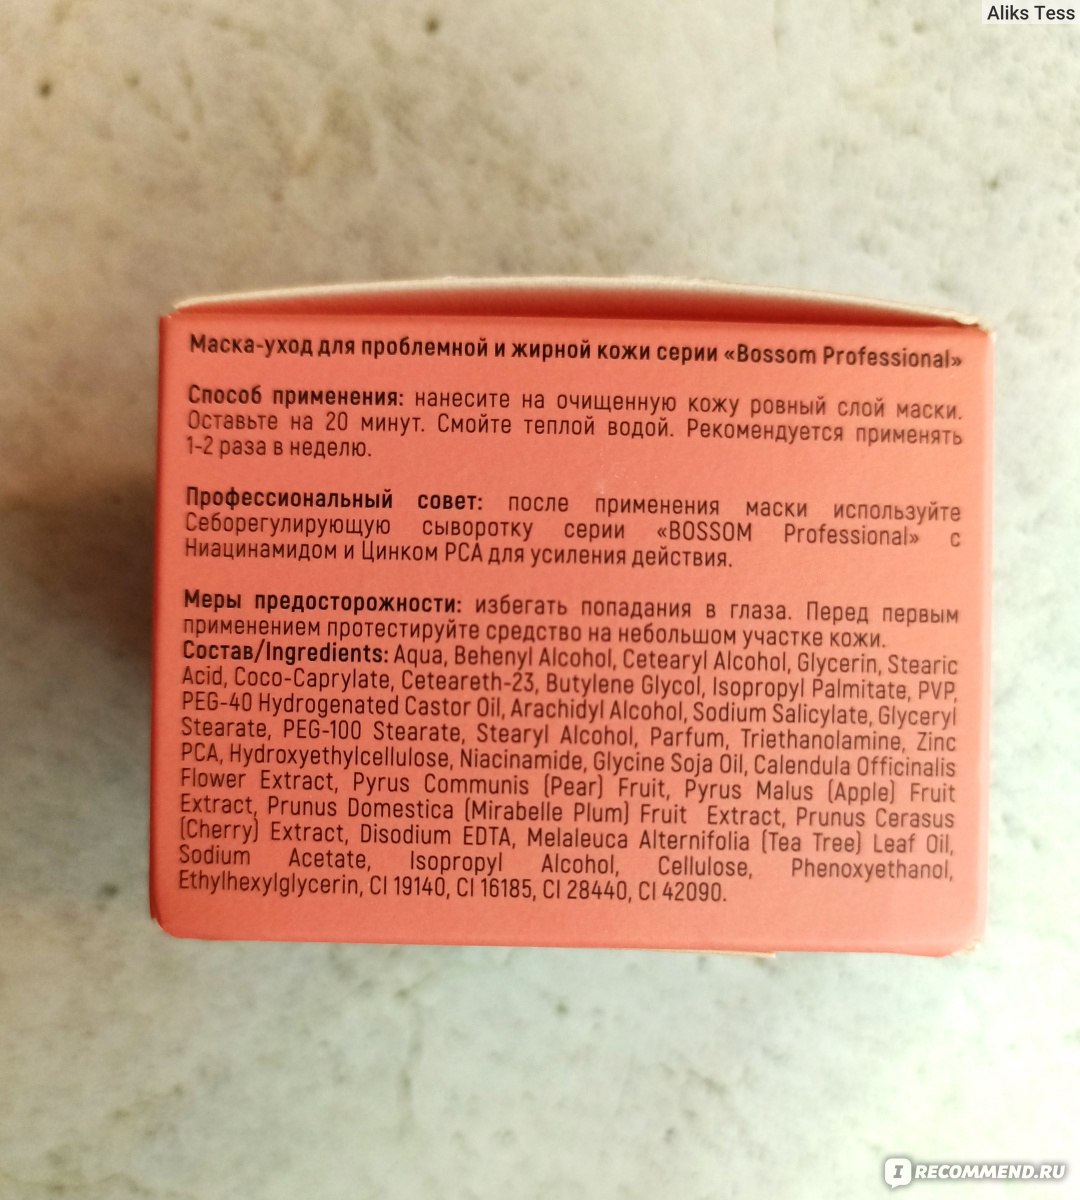 Aliks Tess
Маска-уход для проблемной и жирной кожи серии «Bossom Professional»
Способ применения: нанесите на очищенную кожу ровный слой маски.
Оставьте на 20 минут. Смойте теплой водой. Рекомендуется применять
1-2 раза в неделю.
Профессиональный совет: после применения маски используйте
Себорегулирующую сыворотку серии «BOSSOM Professional» с
Ниацинамидом и Цинком PCA для усиления действия.
Меры предосторожности: избегать попадания в глаза. Перед первым
применением протестируйте средство на небольшом участке кожи.
Состав/Ingredients: Aqua, Behenyl Alcohol, Cetearyl Alcohol, Glycerin, Stearic
Acid, Coco-Caprylate, Ceteareth-23, Butylene Glycol, Isopropyl Palmitate, PVP,
PEG-40 Hydrogenated Castor Oil, Arachidyl Alcohol, Sodium Salicylate, Glyceryl
Stearate, PEG-100 Stearate, Stearyl Alcohol, Parfum, Triethanolamine, Zinc
PCA, Hydroxyethylcellulose, Niacinamide, Glycine Soja Oil, Calendula Officinalis
Flower Extract, Pyrus Communis (Pear) Fruit, Pyrus Malus (Apple) Fruit
Extract, Prunus Domestica (Mirabelle Plum) Fruit Extract, Prunus Cerasus
(Cherry) Extract, Disodium EDTA, Melaleuca Alternifolia (Tea Tree) Leaf Oil,
Sodium Acetate, Isopropyl Alcohol, Cellulose, Phenoxyethanol,
Ethylhexylglycerin, CI 19140, CI 16185, CI 28440, CI 42090.
IRECOMMEND.RU